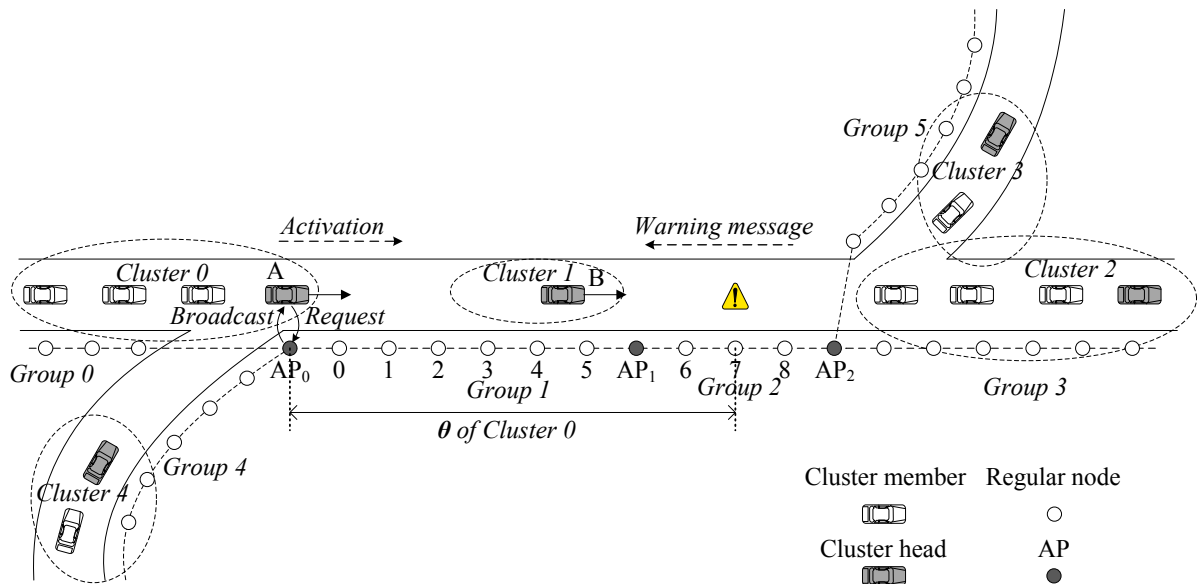 Group 5
Cluster 3
Activation
Warning message
Cluster 0
A
Cluster 1
B
Cluster 2
Broadcast
Request
Group 0
AP0
0
1
2
3
4
5
AP1
6
7
8
AP2
Group 1
Group 2
Group 3
θ of Cluster 0
Group 4
Cluster 4
Cluster member
Regular node
Cluster head
AP